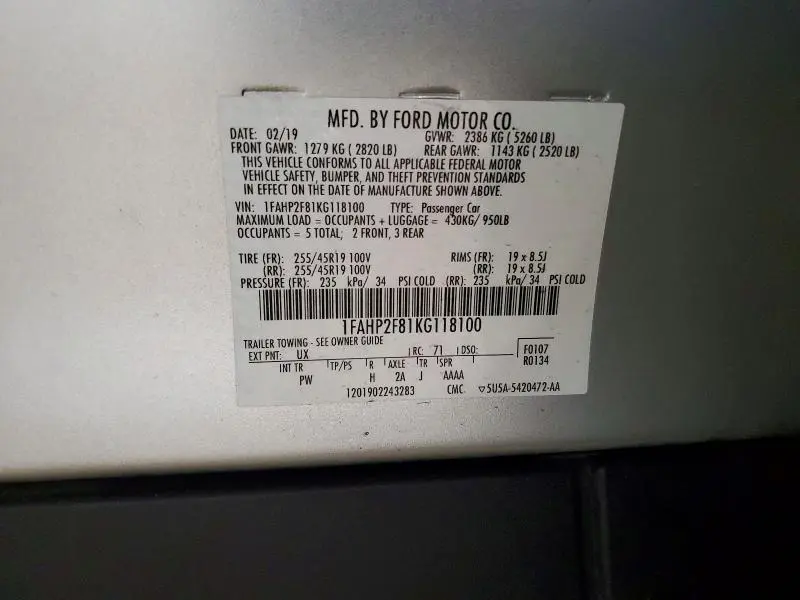 MFD. BY FORD MOTOR CO.
DATE: 02/19 GVWR: 2386 KG ( 5260 LB)
FRONT GAWR: 1279 KG ( 2820 LB) REAR GAWR: 1143 KG ( 2520 LB)
THIS VEHICLE CONFORMS TO ALL APPLICABLE FEDERAL MOTOR
VEHICLE SAFETY, BUMPER, AND THEFT PREVENTION STANDARDS
IN EFFECT ON THE DATE OF MANUFACTURE SHOWN ABOVE.
VIN: 1FAHP2F81KG118100 TYPE: Passenger Car
MAXIMUM LOAD = OCCUPANTS + LUGGAGE = 430KG/ 950LB
OCCUPANTS = 5 TOTAL; 2 FRONT, 3 REAR
TIRE (FR): 255/45R19 100V RIMS (FR): 19 x 8.5J
(RR): 255/45R19 100V (RR): 19 x 8.5J
PRESSURE (FR): 235 kPa/ 34 PSI COLD (RR): 235 kPa/ 34 PSI COLD
1FAHP2F81KG118100
TRAILER TOWING - SEE OWNER GUIDE
EXT PNT: UX RC: 71 DSO: F0107
INT TR TP/PS R AXLE TR SPR R0134
PW H 2A J AAAA
1201902243283 CMC. ▽5U5A-5420472-AA